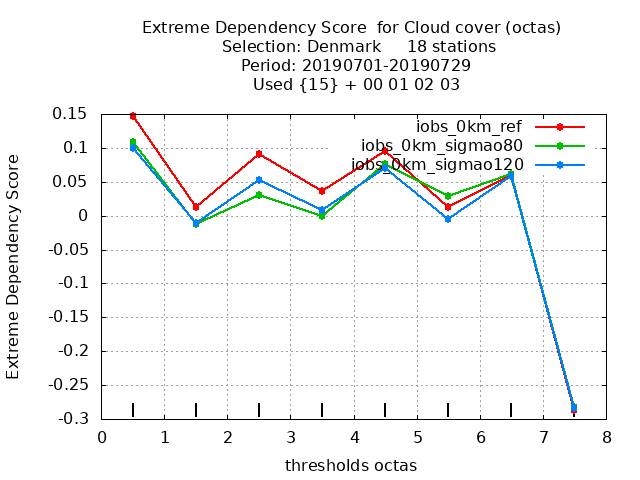 Extreme Dependency Score  for Cloud cover (octas)
Selection: Denmark     18 stations
Period: 20190701-20190729
Used {15} + 00 01 02 03
iobs_0km_ref
iobs_0km_sigmao80
iobs_0km_sigmao120
Extreme Dependency Score
0.15
0.1
0.05
0
-0.05
-0.1
-0.15
-0.2
-0.25
-0.3
0 1 2 3 4 5 6 7 8
thresholds octas